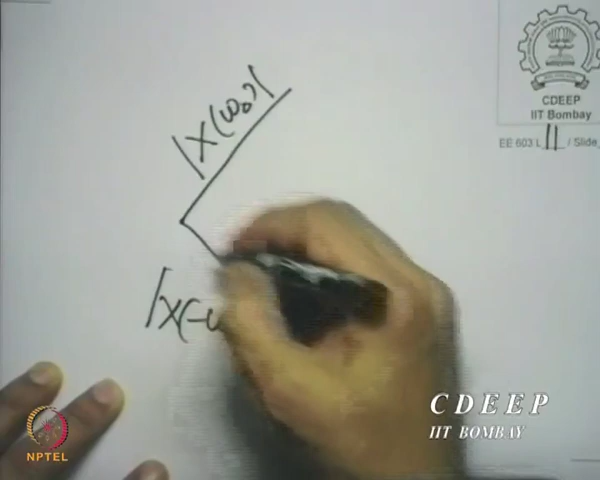 CDEEP
IIT Bombay
EE 603 L 11 / Slide
|X(ω₀)|
|X(-ω
CDEEP
IIT BOMBAY
NPTEL